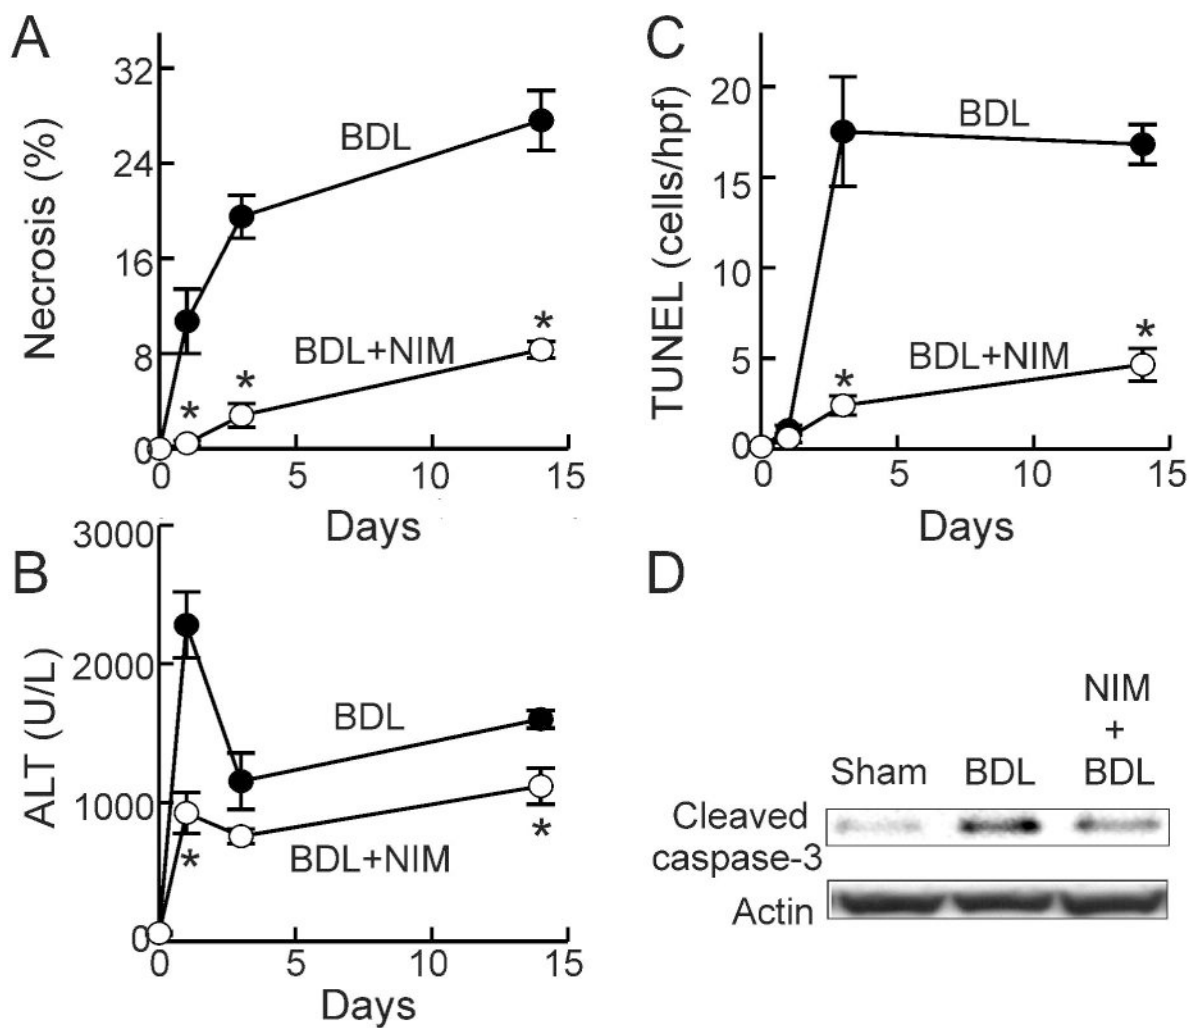 A
Necrosis (%)
32
24
16
8
0
BDL
BDL+NIM
*
*
*
0
5
10
15
Days
B
ALT (U/L)
3000
2000
1000
0
BDL
BDL+NIM
*
*
0
5
10
15
Days
C
TUNEL (cells/hpf)
20
15
10
5
0
BDL
BDL+NIM
*
*
0
5
10
15
Days
D
Sham
BDL
NIM
+
BDL
Cleaved
caspase-3
Actin